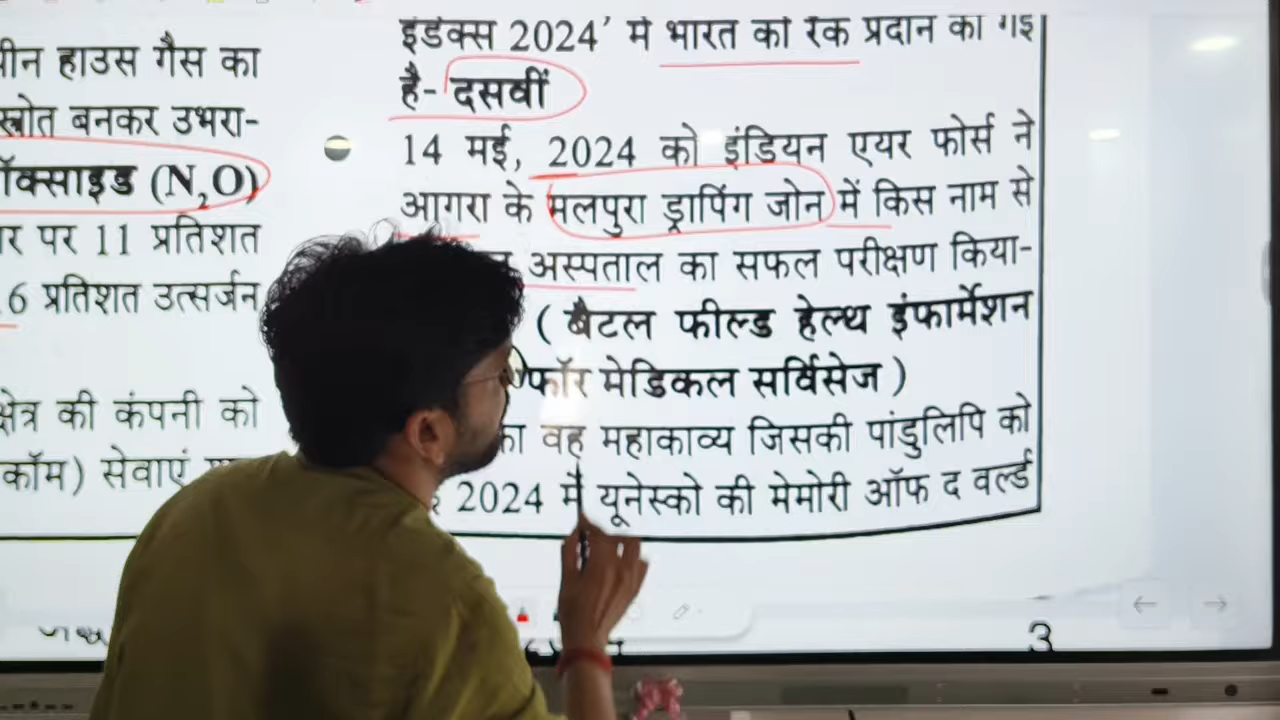 ीन हाउस गैस का
स्त्रोत बनकर उभरा-
ॉक्साइड (N₂O)
र पर 11 प्रतिशत
.6 प्रतिशत उत्सर्जन
क्षेत्र की कंपनी को
कॉम) सेवाएं
इंडेक्स 2024’ में भारत को रैंक प्रदान की गई
है- दसवीं
14 मई, 2024 को इंडियन एयर फोर्स ने
आगरा के मलपुरा ड्रापिंग जोन में किस नाम से
अस्पताल का सफल परीक्षण किया-
( बैटल फील्ड हेल्थ इंफार्मेशन
फॉर मेडिकल सर्विसेज )
का वह महाकाव्य जिसकी पांडुलिपि को
2024 में यूनेस्को की मेमोरी ऑफ द वर्ल्ड
3